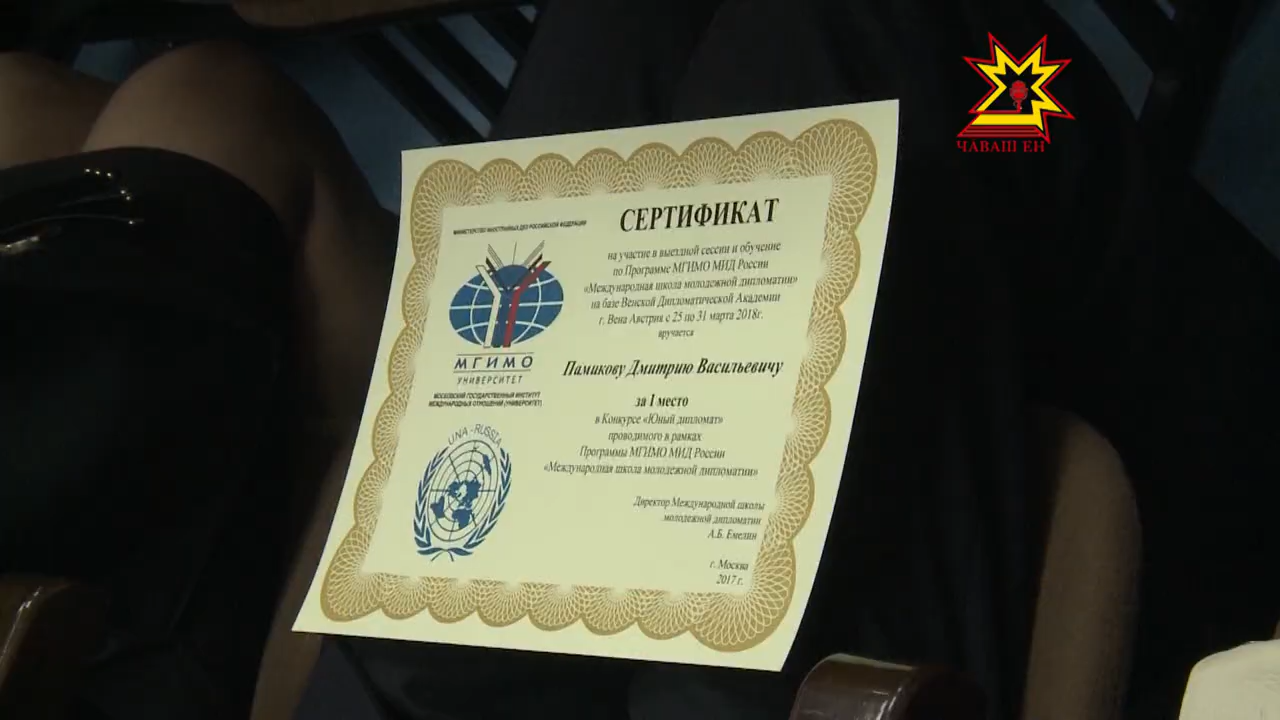 ЧАВАШ ЕН
СЕРТИФИКАТ
на участие в выездной сессии и обучение
по Программе МГИМО МИД России
«Международная школа молодежной дипломатии»
на базе Венской Дипломатической Академии
г. Вена Австрия с 25 по 31 марта 2018г.
вручается
Памикову Дмитрию Васильевичу
за I место
в Конкурсе «Юный дипломат»
проводимого в рамках
Программы МГИМО МИД России
«Международная школа молодежной дипломатии»
Директор Международной школы
молодежной дипломатии
А.Б. Емелин
г. Москва
2017 г.
МИНИСТЕРСТВО ИНОСТРАННЫХ ДЕЛ РОССИЙСКОЙ ФЕДЕРАЦИИ
МГИМО
УНИВЕРСИТЕТ
МОСКОВСКИЙ ГОСУДАРСТВЕННЫЙ ИНСТИТУТ
МЕЖДУНАРОДНЫХ ОТНОШЕНИЙ (УНИВЕРСИТЕТ)
UNA-RUSSIA